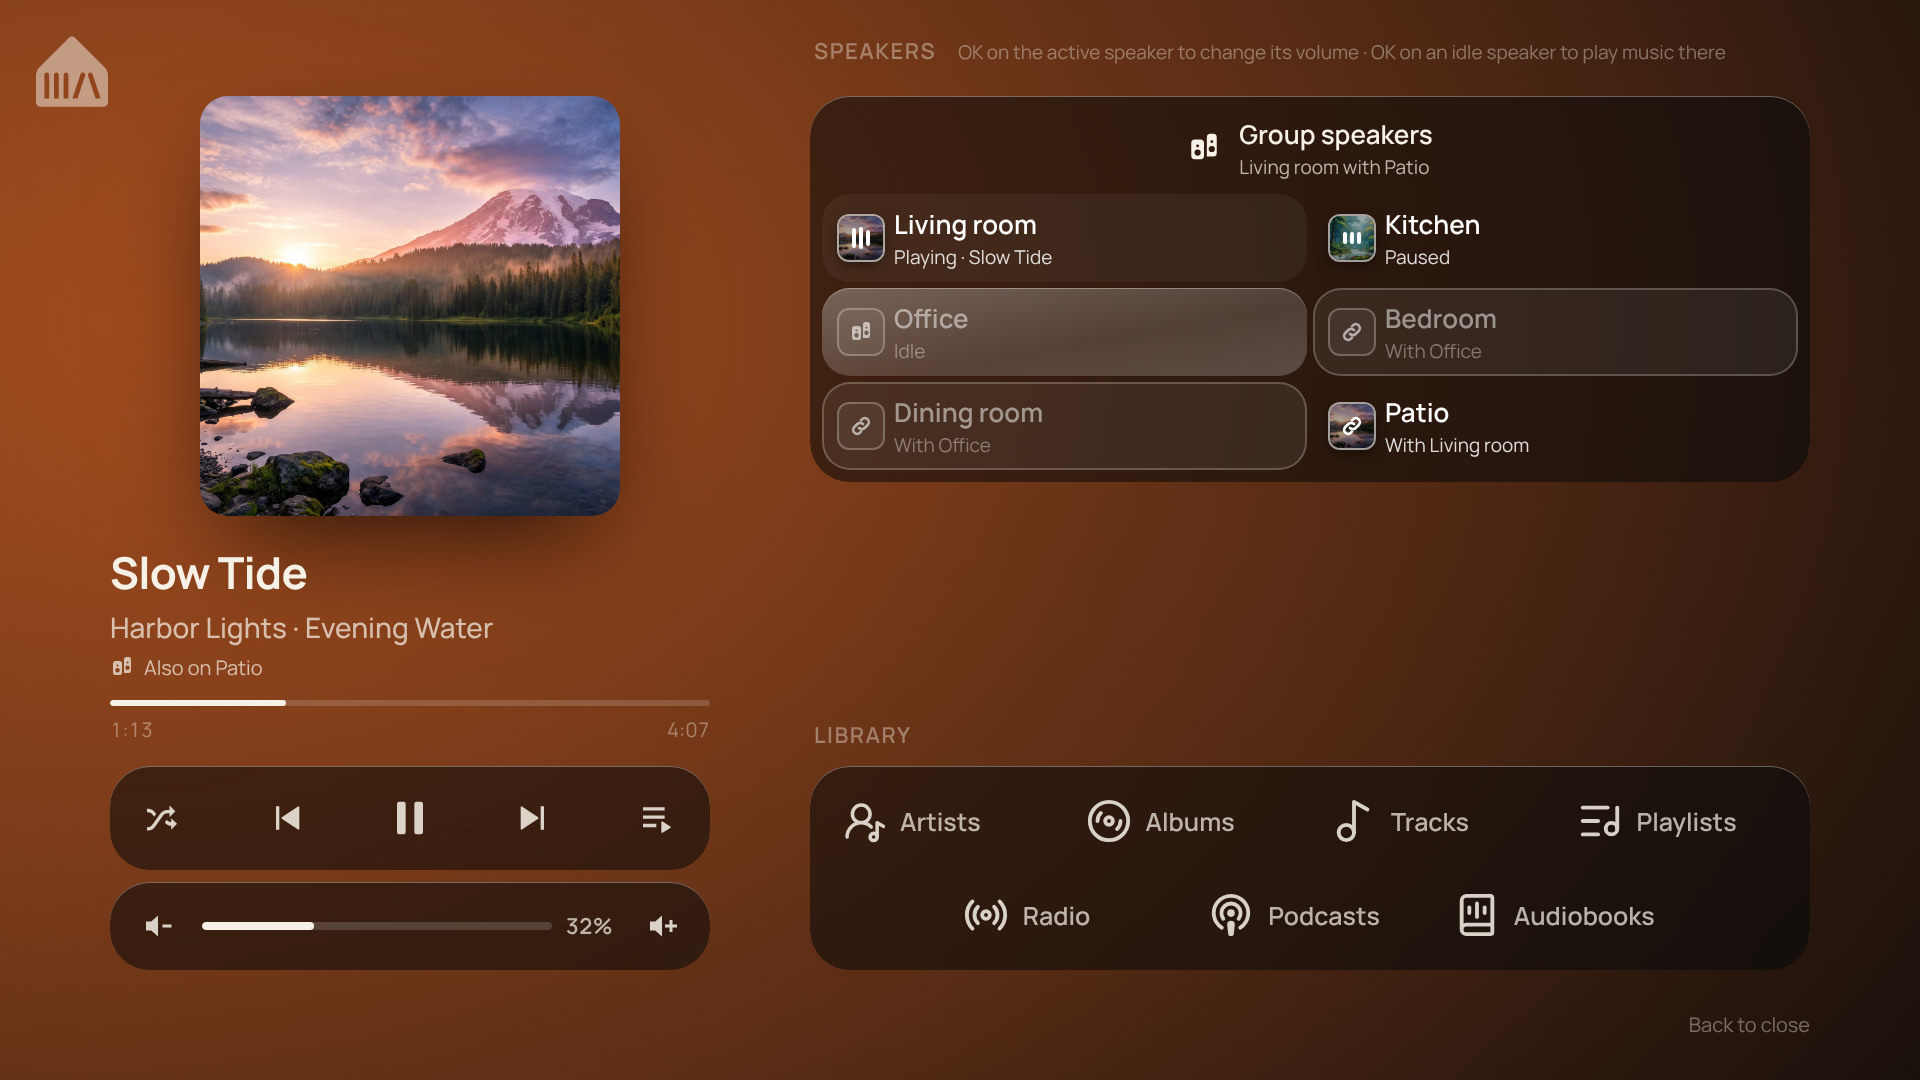 SPEAKERS OK on the active speaker to change its volume · OK on an idle speaker to play music there
Group speakers
Living room with Patio
Living room
Playing · Slow Tide
Kitchen
Paused
Office
Idle
Bedroom
With Office
Dining room
With Office
Patio
With Living room
Slow Tide
Harbor Lights · Evening Water
Also on Patio
1:13 4:07
32%
LIBRARY
Artists Albums Tracks Playlists
Radio Podcasts Audiobooks
Back to close